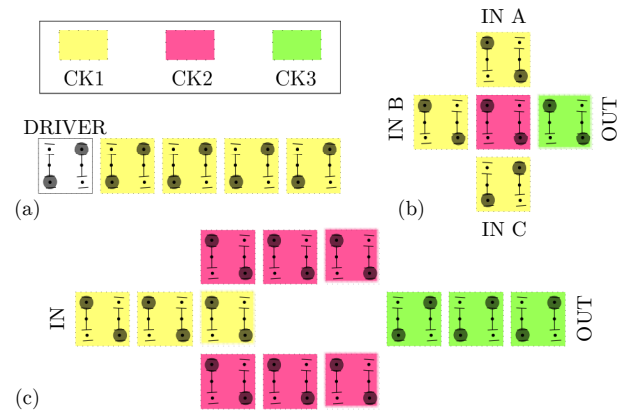 CK1 CK2 CK3
DRIVER
(a)
IN A
IN B
OUT
IN C
(b)
IN
OUT
(c)